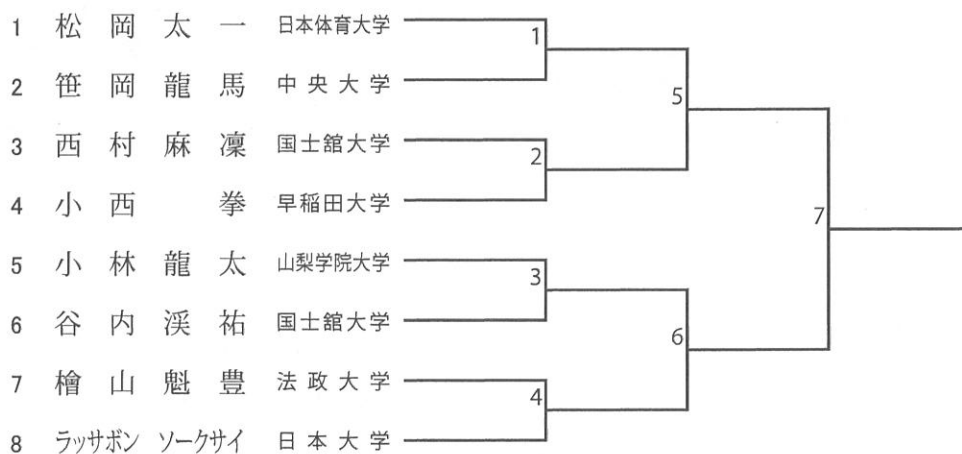 1 松岡太一 日本体育大学
1
2 笹岡龍馬 中央大学
5
3 西村麻凜 国士舘大学
2
4 小西 拳 早稲田大学
7
5 小林龍太 山梨学院大学
3
6 谷内渓祐 国士舘大学
6
7 檜山魁豊 法政大学
4
8 ラッサボン ソークサイ 日本大学